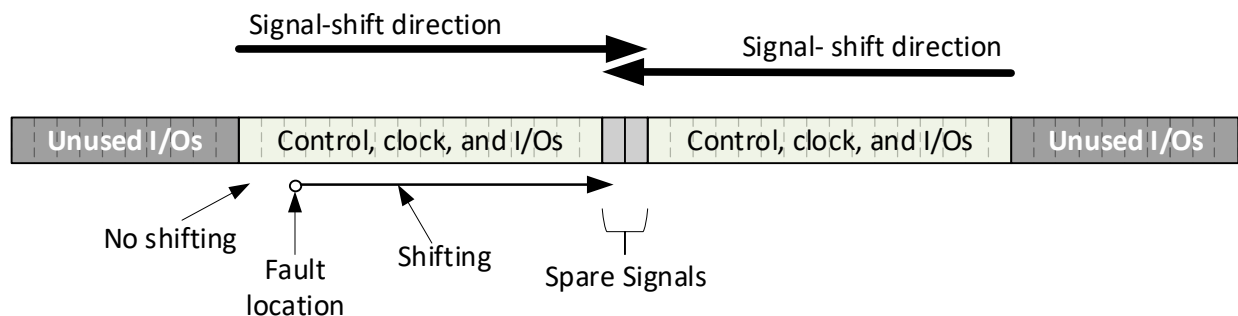 Signal-shift direction
Signal- shift direction
Unused I/Os
Control, clock, and I/Os
Control, clock, and I/Os
Unused I/Os
No shifting
Fault
location
Shifting
Spare Signals